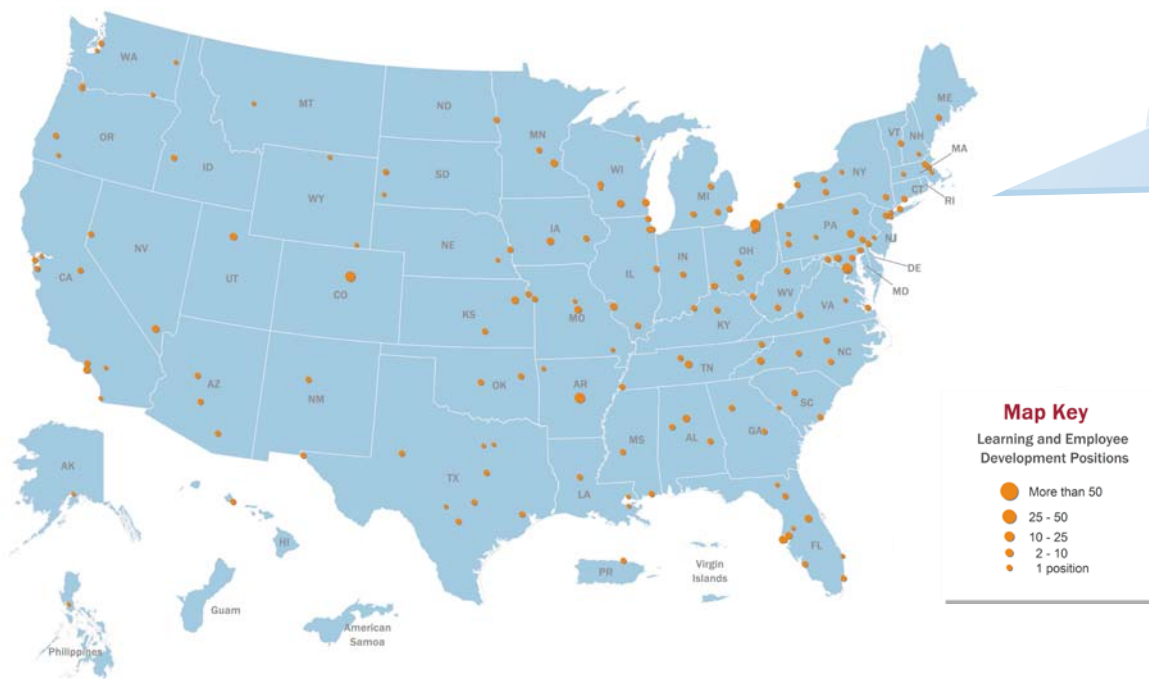 WA
MT
ND
MN
ME
VT
NH
OR
ID
SD
WI
MI
NY
MA
WY
CT
RI
NV
NE
IA
PA
NJ
CA
UT
CO
IL
IN
OH
DE
MD
KS
MO
WV
VA
KY
AZ
NM
OK
AR
TN
NC
SC
MS
AL
GA
AK
TX
LA
HI
FL
PR
Virgin
Islands
Guam
American
Samoa
Philippines
Map Key
Learning and Employee
Development Positions
More than 50
25 - 50
10 - 25
2 - 10
1 position